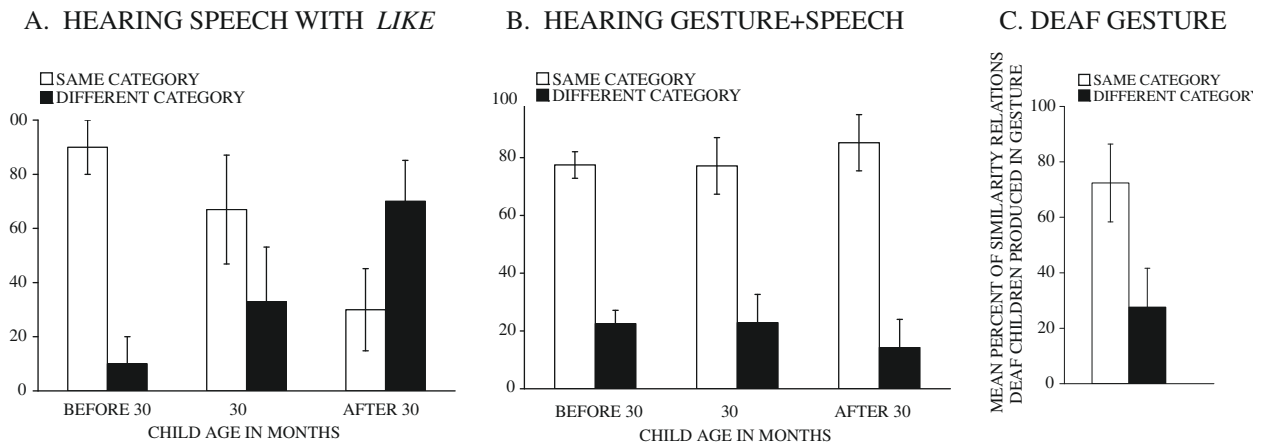 A. HEARING SPEECH WITH LIKE
SAME CATEGORY
DIFFERENT CATEGORY
00
80
60
40
20
0
BEFORE 30 30 AFTER 30
CHILD AGE IN MONTHS
B. HEARING GESTURE+SPEECH
SAME CATEGORY
DIFFERENT CATEGORY
100
80
60
40
20
0
BEFORE 30 30 AFTER 30
CHILD AGE IN MONTHS
C. DEAF GESTURE
MEAN PERCENT OF SIMILARITY RELATIONS
DEAF CHILDREN PRODUCED IN GESTURE
SAME CATEGORY
DIFFERENT CATEGORY
100
80
60
40
20
0